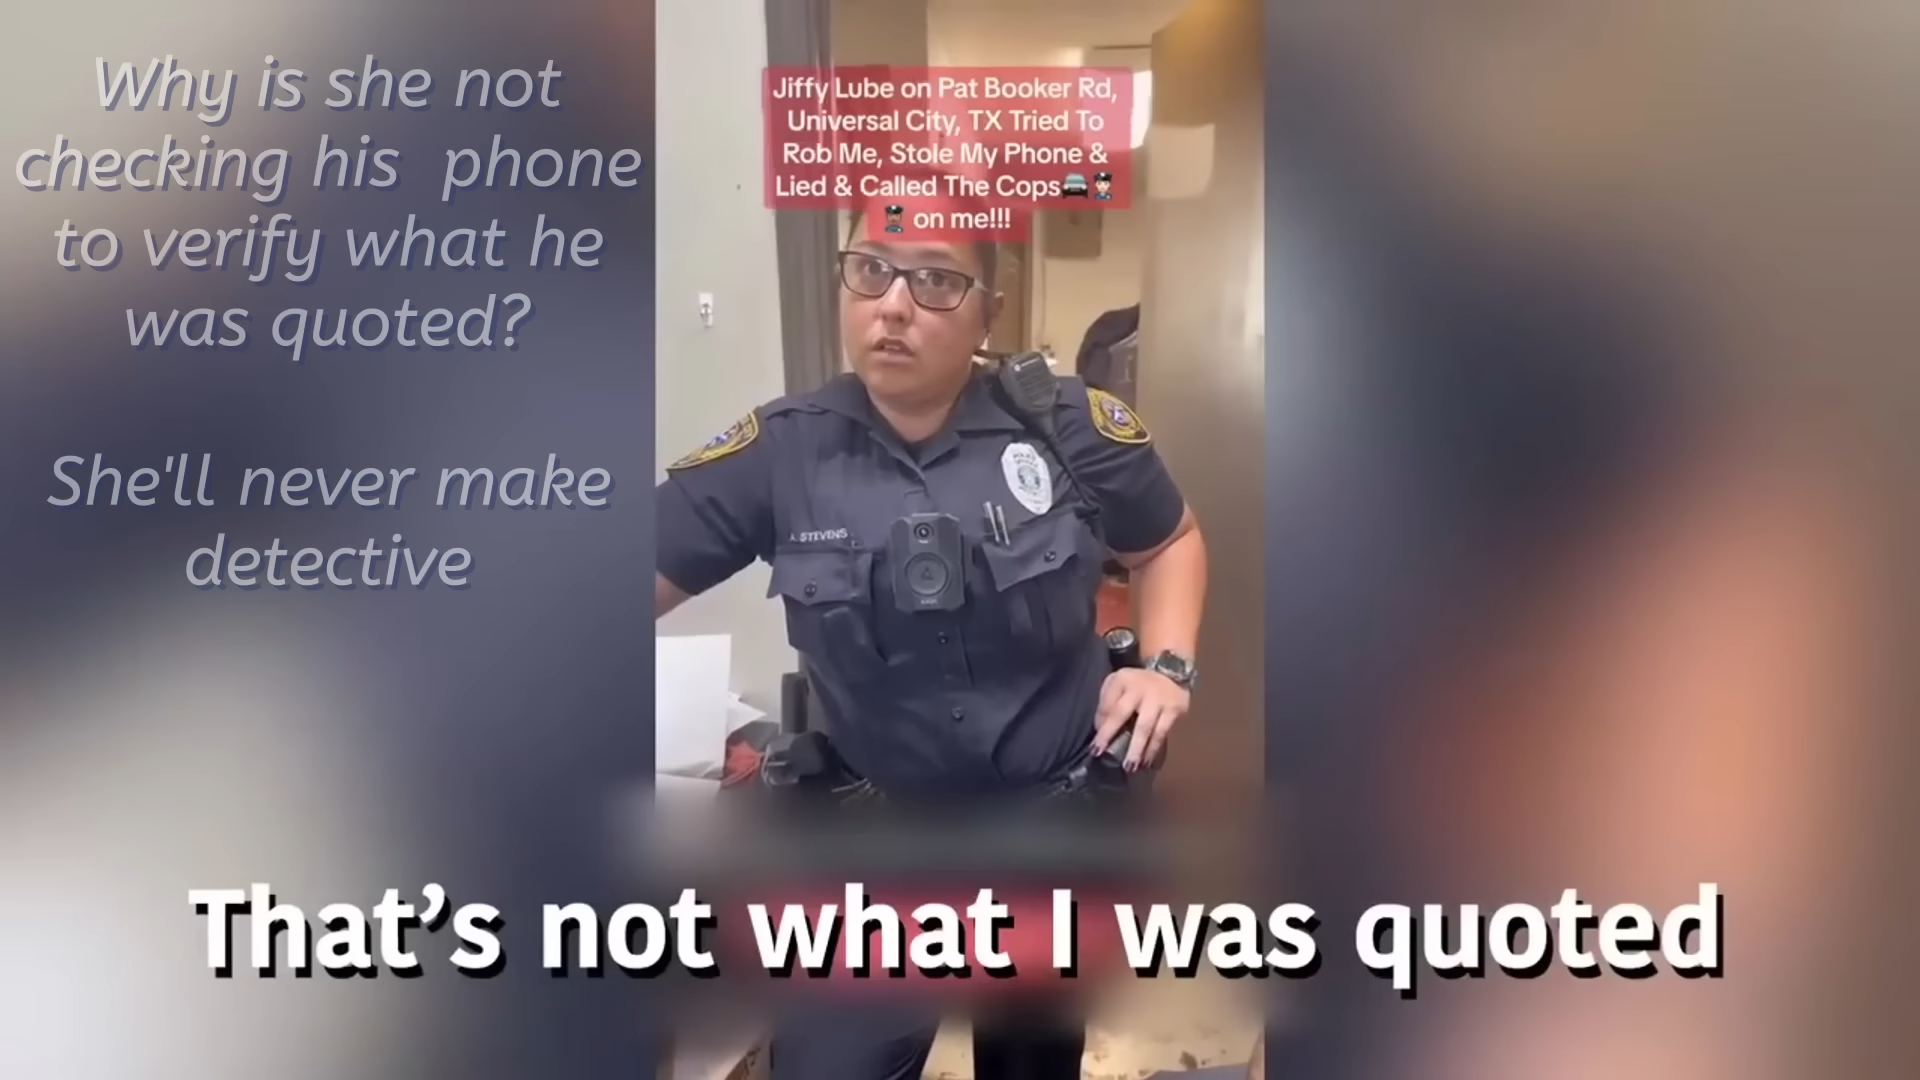 Why is she not
checking his phone
to verify what he
was quoted?
She'll never make
detective
Jiffy Lube on Pat Booker Rd,
Universal City, TX Tried To
Rob Me, Stole My Phone &
Lied & Called The Cops🚘👮🏻
👮🏽 on me!!!
POLICE
A. STEVENS
That's not what I was quoted